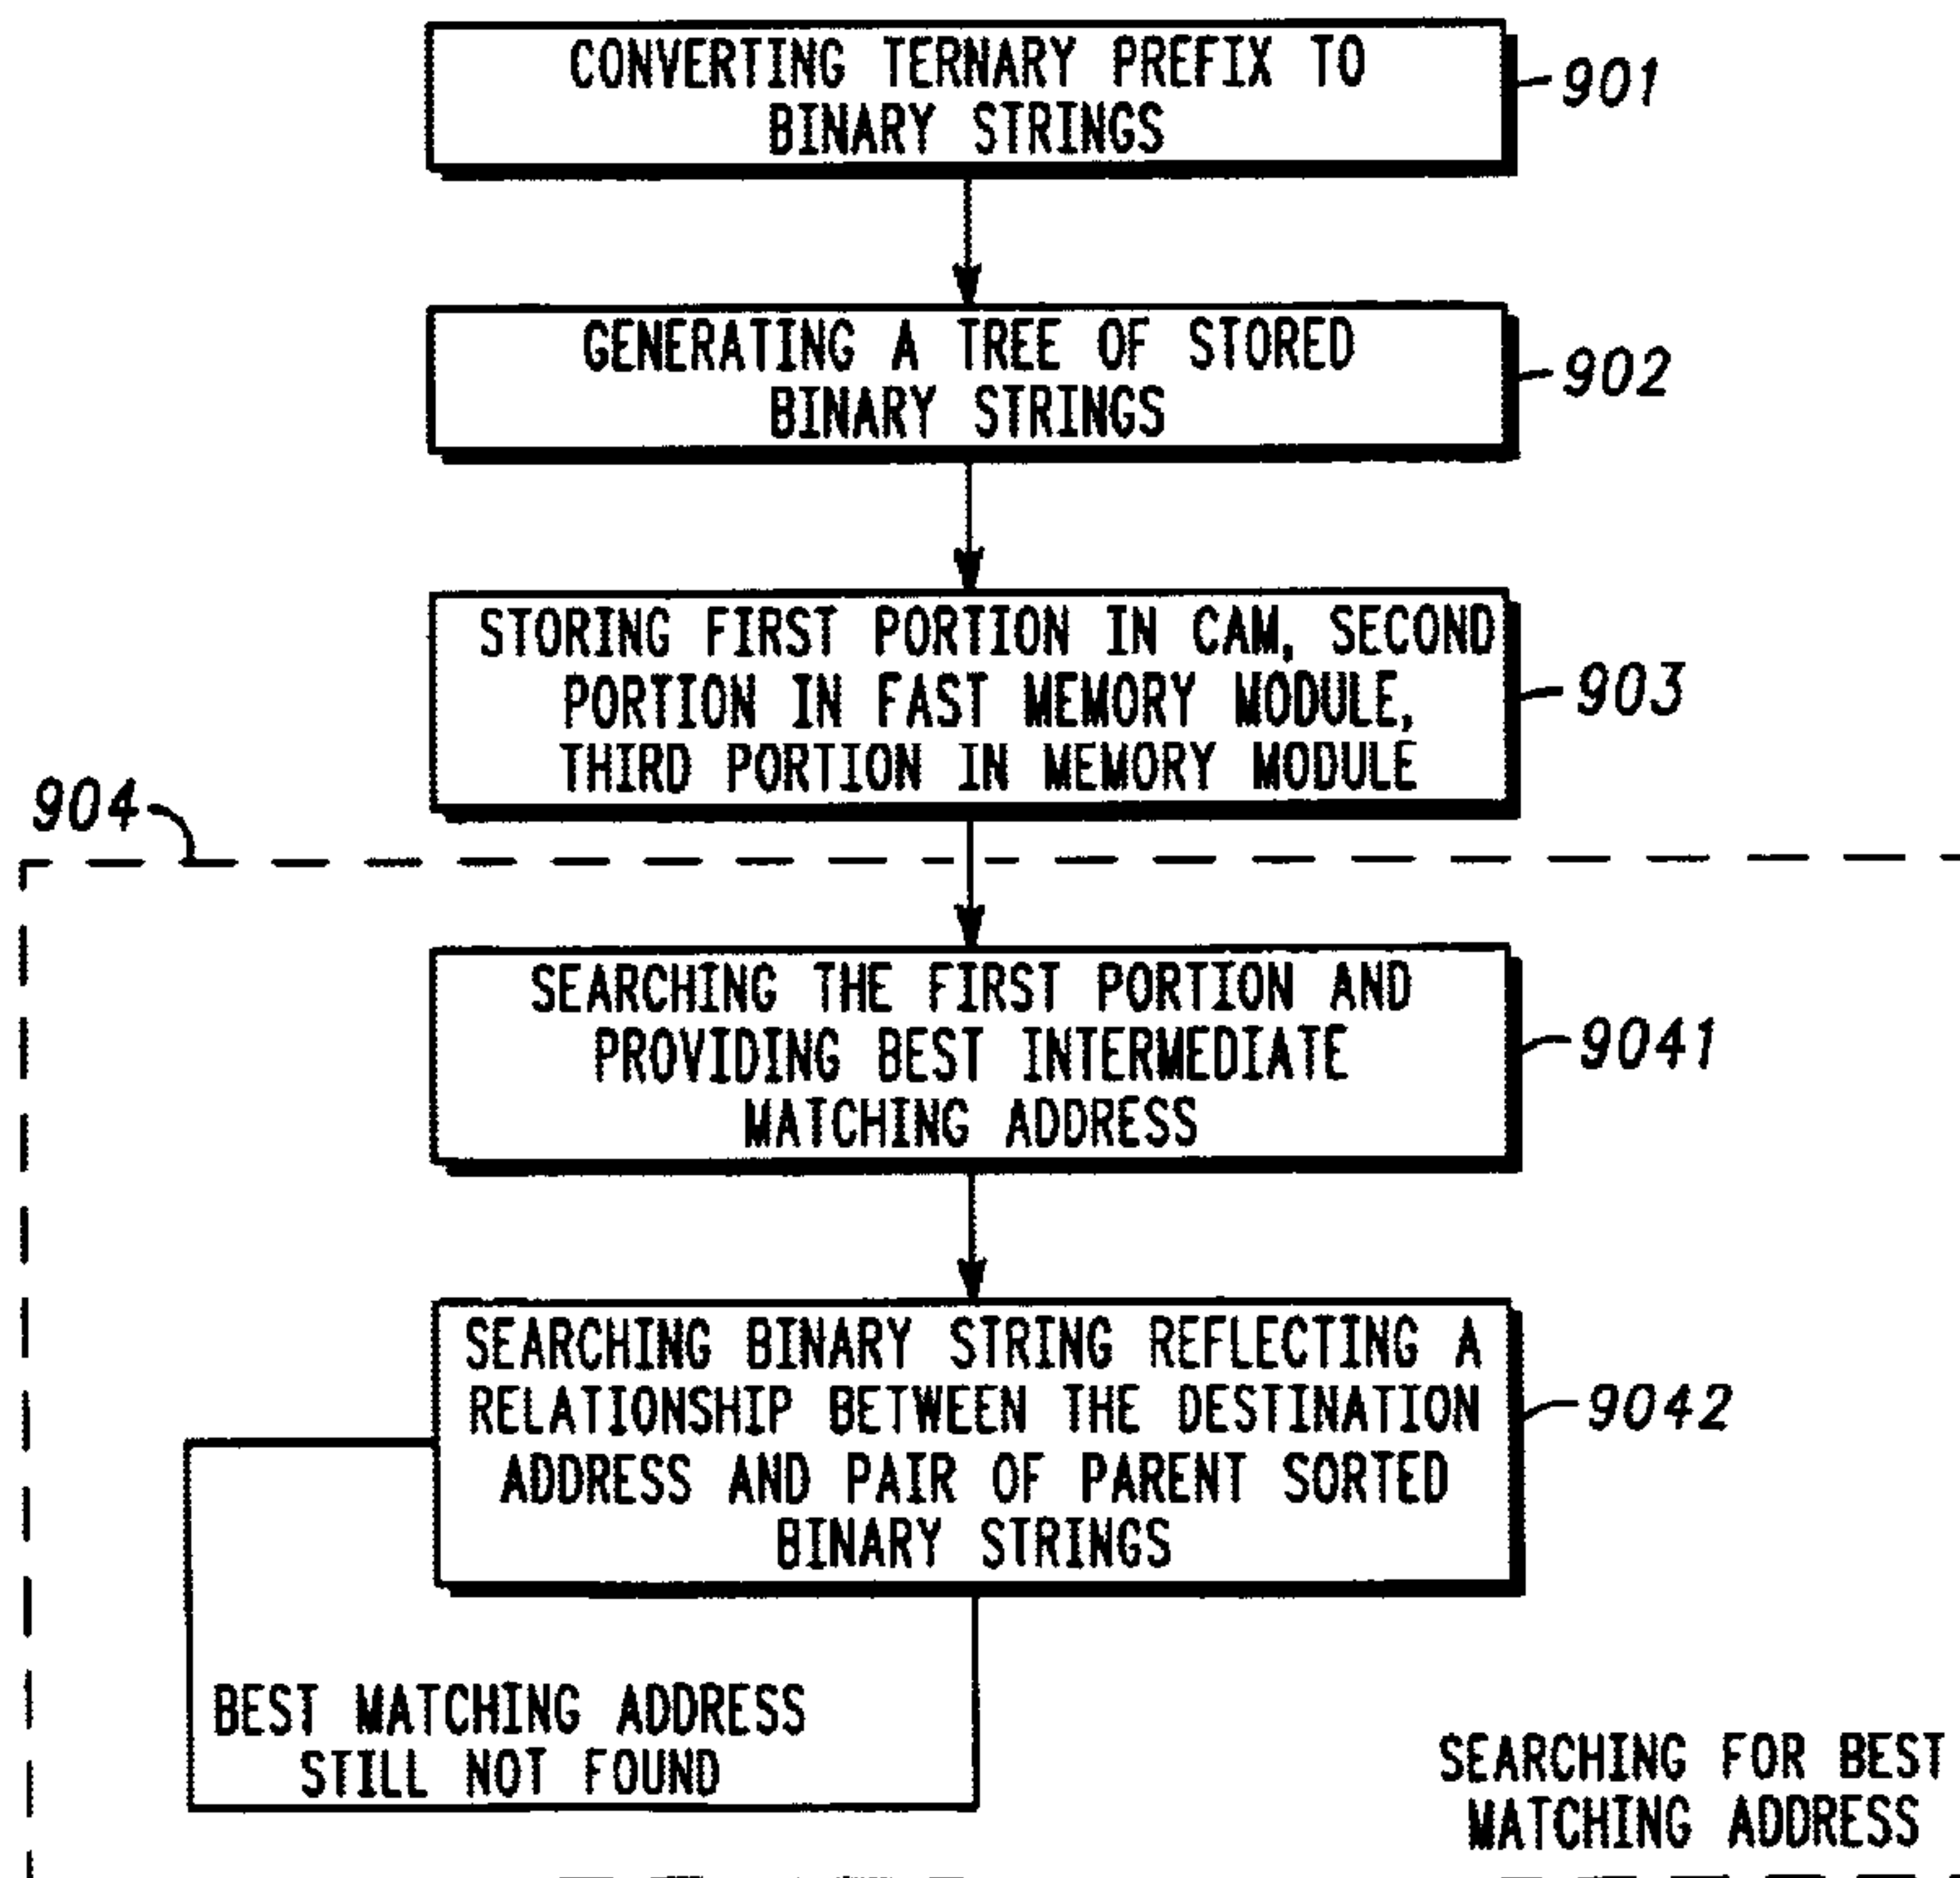 CONVERTING TERNARY PREFIX TO
BINARY STRINGS
901
GENERATING A TREE OF STORED
BINARY STRINGS
902
STORING FIRST PORTION IN CAM, SECOND
PORTION IN FAST MEMORY MODULE,
THIRD PORTION IN MEMORY MODULE
903
904
SEARCHING THE FIRST PORTION AND
PROVIDING BEST INTERMEDIATE
MATCHING ADDRESS
9041
SEARCHING BINARY STRING REFLECTING A
RELATIONSHIP BETWEEN THE DESTINATION
ADDRESS AND PAIR OF PARENT SORTED
BINARY STRINGS
9042
BEST MATCHING ADDRESS
STILL NOT FOUND
SEARCHING FOR BEST
MATCHING ADDRESS